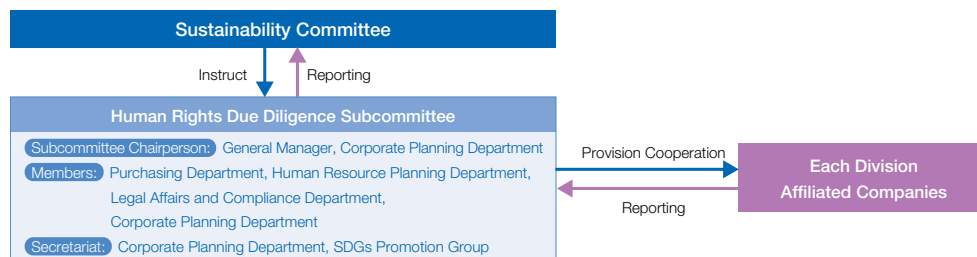 Sustainability Committee
Instruct
Reporting
Human Rights Due Diligence Subcommittee
Subcommittee Chairperson: General Manager, Corporate Planning Department
Members: Purchasing Department, Human Resource Planning Department,
Legal Affairs and Compliance Department,
Corporate Planning Department
Secretariat: Corporate Planning Department, SDGs Promotion Group
Provision Cooperation
Reporting
Each Division
Affiliated Companies